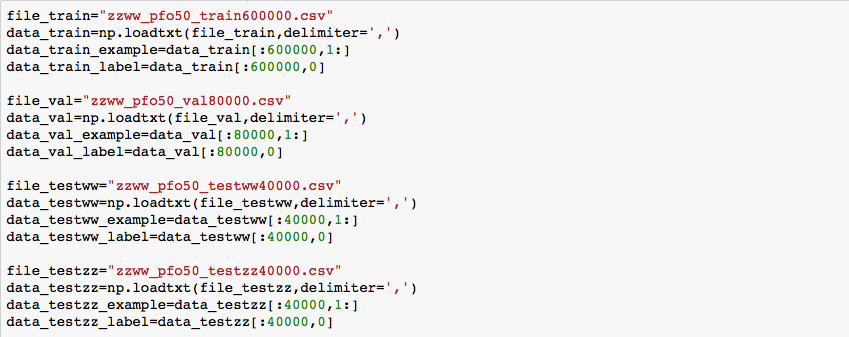 file_train="zzww_pfo50_train600000.csv"
data_train=np.loadtxt(file_train,delimiter=',')
data_train_example=data_train[:600000,1:]
data_train_label=data_train[:600000,0]
file_val="zzww_pfo50_val80000.csv"
data_val=np.loadtxt(file_val,delimiter=',')
data_val_example=data_val[:80000,1:]
data_val_label=data_val[:80000,0]
file_testww="zzww_pfo50_testww40000.csv"
data_testww=np.loadtxt(file_testww,delimiter=',')
data_testww_example=data_testww[:40000,1:]
data_testww_label=data_testww[:40000,0]
file_testzz="zzww_pfo50_testzz40000.csv"
data_testzz=np.loadtxt(file_testzz,delimiter=',')
data_testzz_example=data_testzz[:40000,1:]
data_testzz_label=data_testzz[:40000,0]